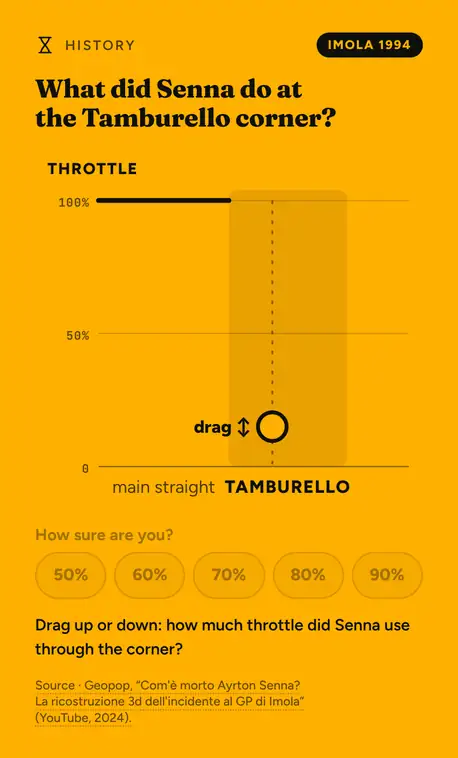 HISTORY
IMOLA 1994
What did Senna do at
the Tamburello corner?
THROTTLE
100%
50%
drag
0
main straight TAMBURELLO
How sure are you?
50% 60% 70% 80% 90%
Drag up or down: how much throttle did Senna use
through the corner?
Source · Geopop, “Com'è morto Ayrton Senna?
La ricostruzione 3d dell'incidente al GP di Imola”
(YouTube, 2024).